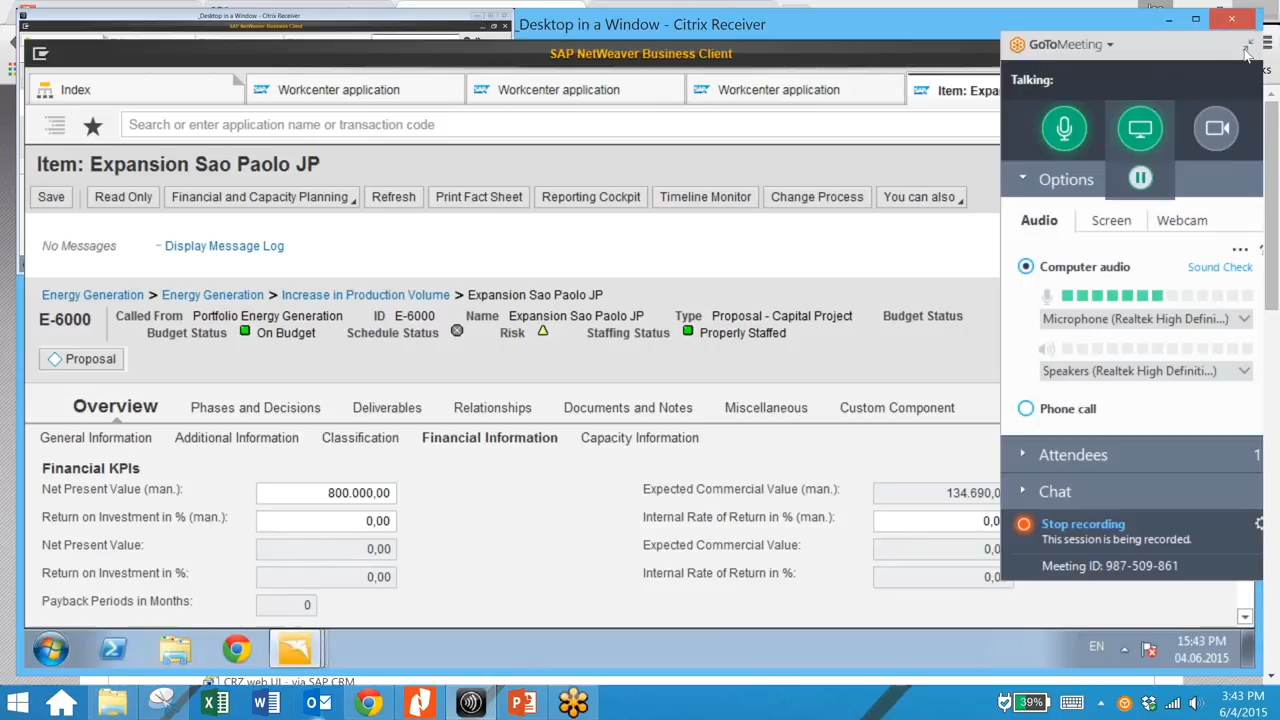 _Desktop in a Window - Citrix Receiver
SAP NetWeaver Business Client
_Desktop in a Window - Citrix Receiver
SAP NetWeaver Business Client
GoToMeeting
Index
Workcenter application
Workcenter application
Workcenter application
Item: Expa
Talking:
Search or enter application name or transaction code
Item: Expansion Sao Paolo JP
Save
Read Only
Financial and Capacity Planning
Refresh
Print Fact Sheet
Reporting Cockpit
Timeline Monitor
Change Process
You can also
Options
Audio
Screen
Webcam
No Messages
- Display Message Log
Computer audio
Sound Check
Microphone (Realtek High Defini...)
Speakers (Realtek High Definiti...)
Phone call
Energy Generation > Energy Generation > Increase in Production Volume > Expansion Sao Paolo JP
E-6000
Called From Portfolio Energy Generation ID E-6000 Name Expansion Sao Paolo JP Type Proposal - Capital Project Budget Status
Budget Status On Budget Schedule Status Risk Staffing Status Properly Staffed
Proposal
Overview
Phases and Decisions
Deliverables
Relationships
Documents and Notes
Miscellaneous
Custom Component
General Information
Additional Information
Classification
Financial Information
Capacity Information
Attendees 1
Chat
Stop recording
This session is being recorded.
Meeting ID: 987-509-861
Financial KPIs
Net Present Value (man.): 800.000,00
Expected Commercial Value (man.): 134.690,0
Return on Investment in % (man.): 0,00
Internal Rate of Return in % (man.): 0,0
Net Present Value: 0,00
Expected Commercial Value: 0,0
Return on Investment in %: 0,00
Internal Rate of Return in %: 0,0
Payback Periods in Months: 0
EN
15:43 PM
04.06.2015
CRZ web UI - via SAP CRM
39%
3:43 PM
6/4/2015